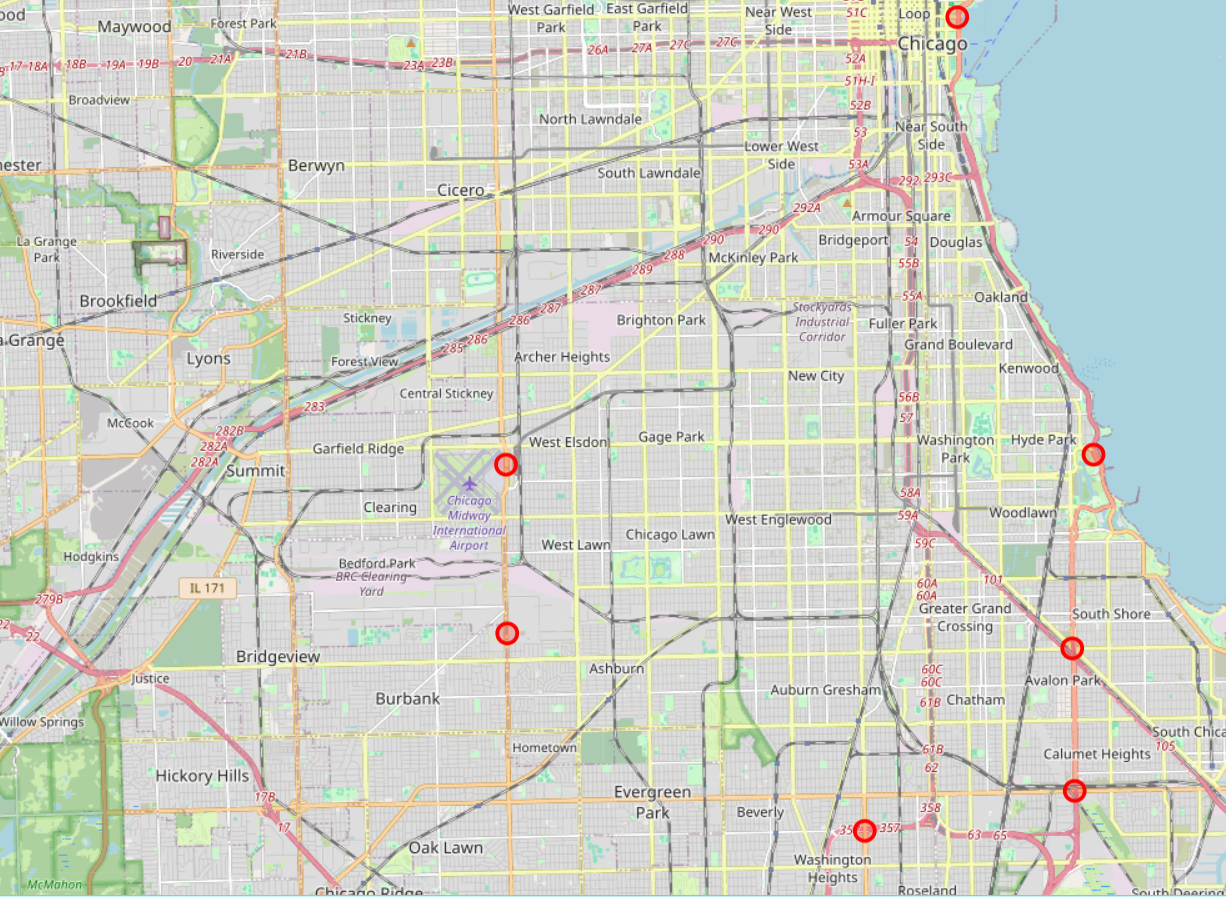 West Garfield
Park
East Garfield
Park
Near West
Side
51C
Loop
Maywood
Forest Park
Chicago
21B
26A
27A
27C
27C
17
18A
18B
19A
19B
20
21A
23A
23B
52A
51H-I
Broadview
52B
North Lawndale
53
Near South
Side
Lower West
Side
Berwyn
53A
South Lawndale
292
293C
Cicero
292A
Armour Square
La Grange
Park
Riverside
290
290
Bridgeport
54
Douglas
288
McKinley Park
55B
289
Brookfield
287
55A
Oakland
287
Stockyards
Industrial
Corridor
Stickney
286
Brighton Park
Fuller Park
Grand Boulevard
286
285
Lyons
Forest View
Archer Heights
Kenwood
New City
Central Stickney
56B
283
57
McCook
282B
282A
282A
Garfield Ridge
West Elsdon
Gage Park
Washington
Park
Hyde Park
Summit
58A
Clearing
Chicago
Midway
International
Airport
59A
Woodlawn
West Englewood
Chicago Lawn
59C
West Lawn
Hodgkins
Bedford Park
BRC Clearing
Yard
101
IL 171
60A
60A
279B
Greater Grand
Crossing
South Shore
22
22
Bridgeview
Ashburn
60C
60C
Justice
Avalon Park
Burbank
Auburn Gresham
61B
Chatham
Willow Springs
South Chica
105
Hometown
61B
Calumet Heights
62
Hickory Hills
17B
Evergreen
Park
Beverly
358
17
357
63
65
Oak Lawn
Washington
Heights
McMahon
Chicago Ridge
Roseland
South Deering